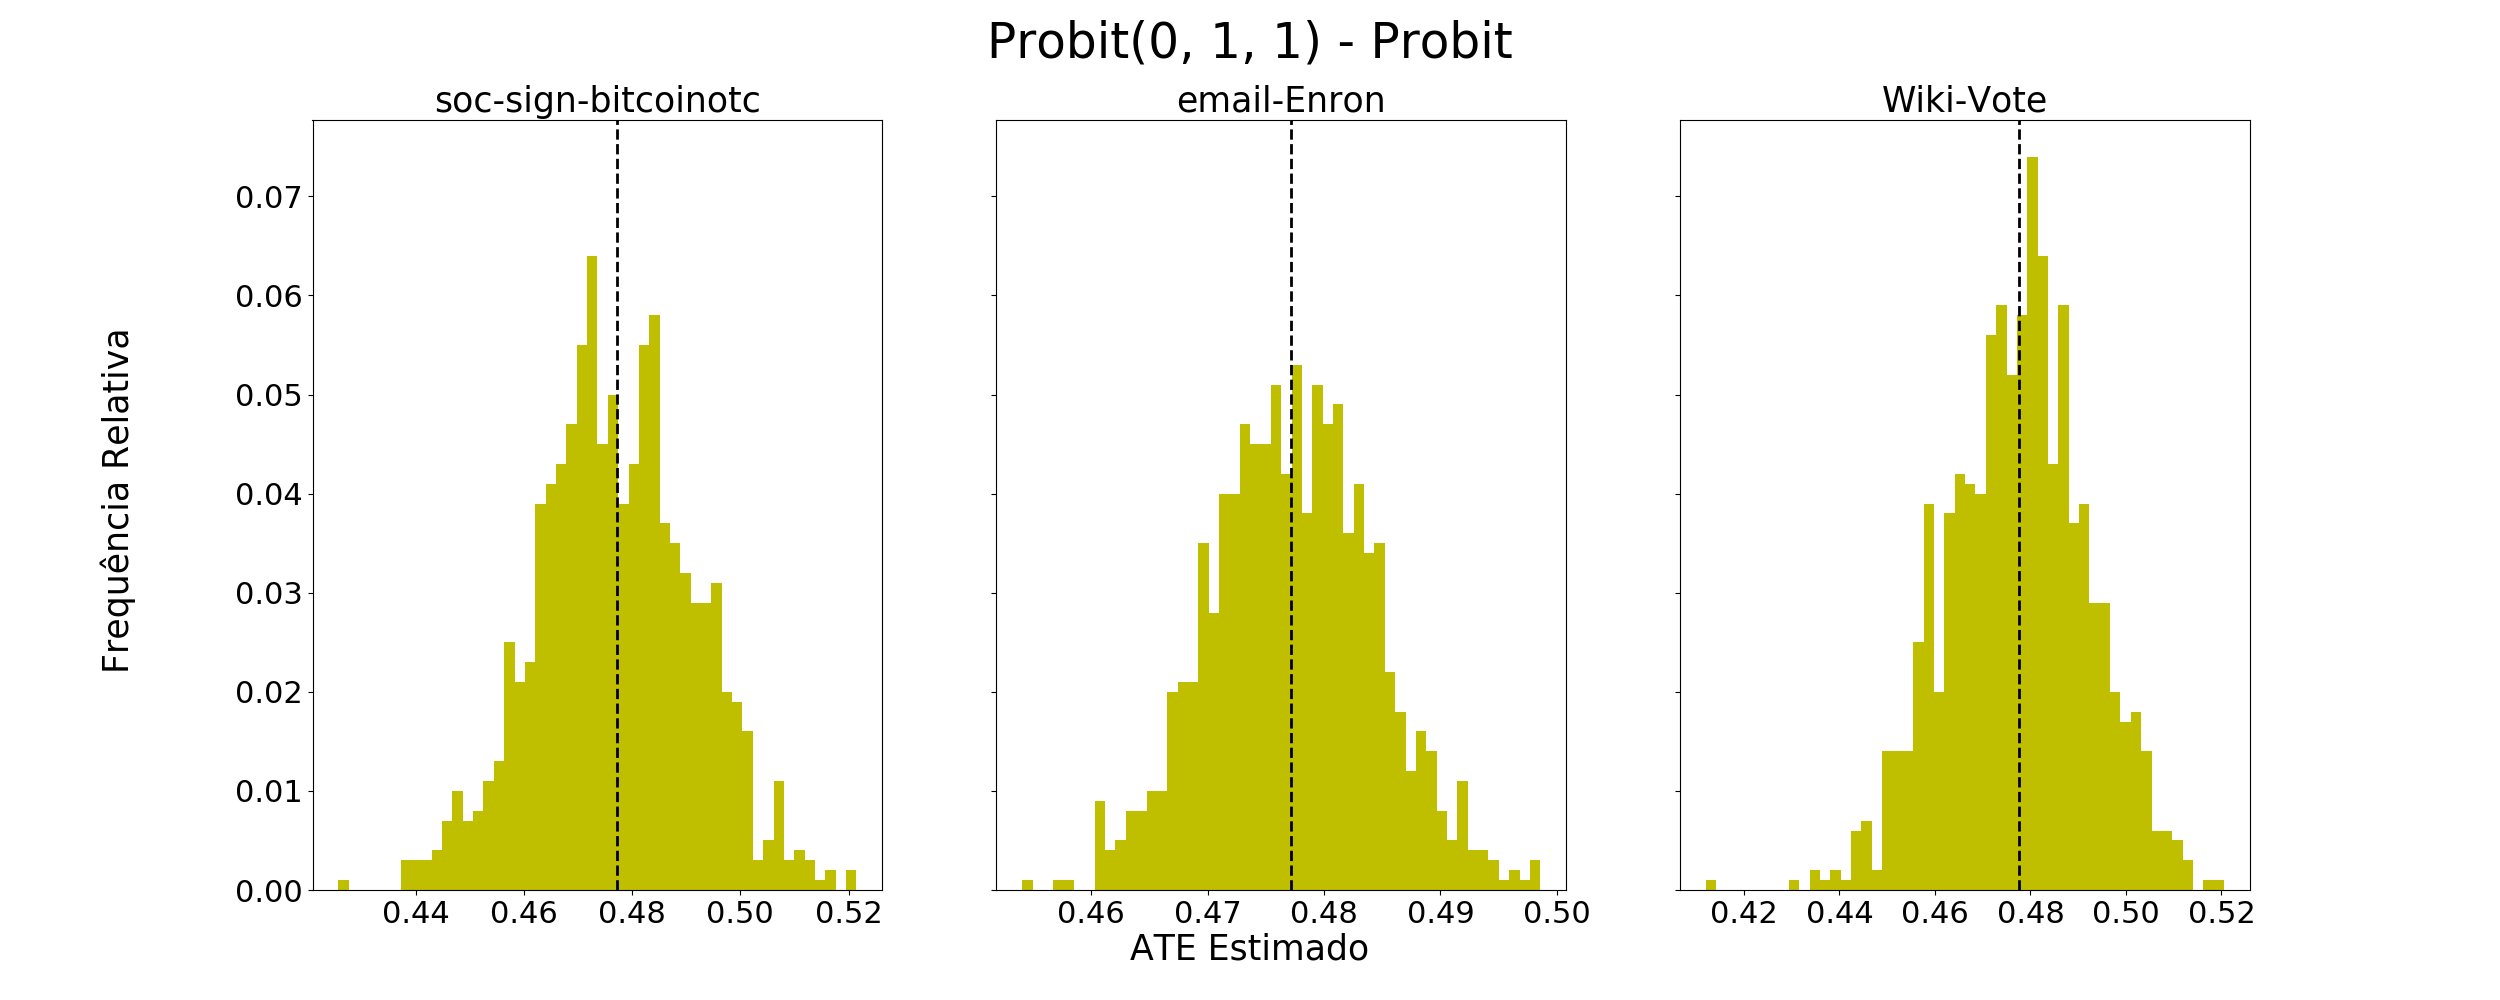 Probit(0, 1, 1) - Probit
soc-sign-bitcoinotc
email-Enron
Wiki-Vote
Frequência Relativa
0.07
0.06
0.05
0.04
0.03
0.02
0.01
0.00
0.44 0.46 0.48 0.50 0.52
0.46 0.47 0.48 0.49 0.50
0.42 0.44 0.46 0.48 0.50 0.52
ATE Estimado